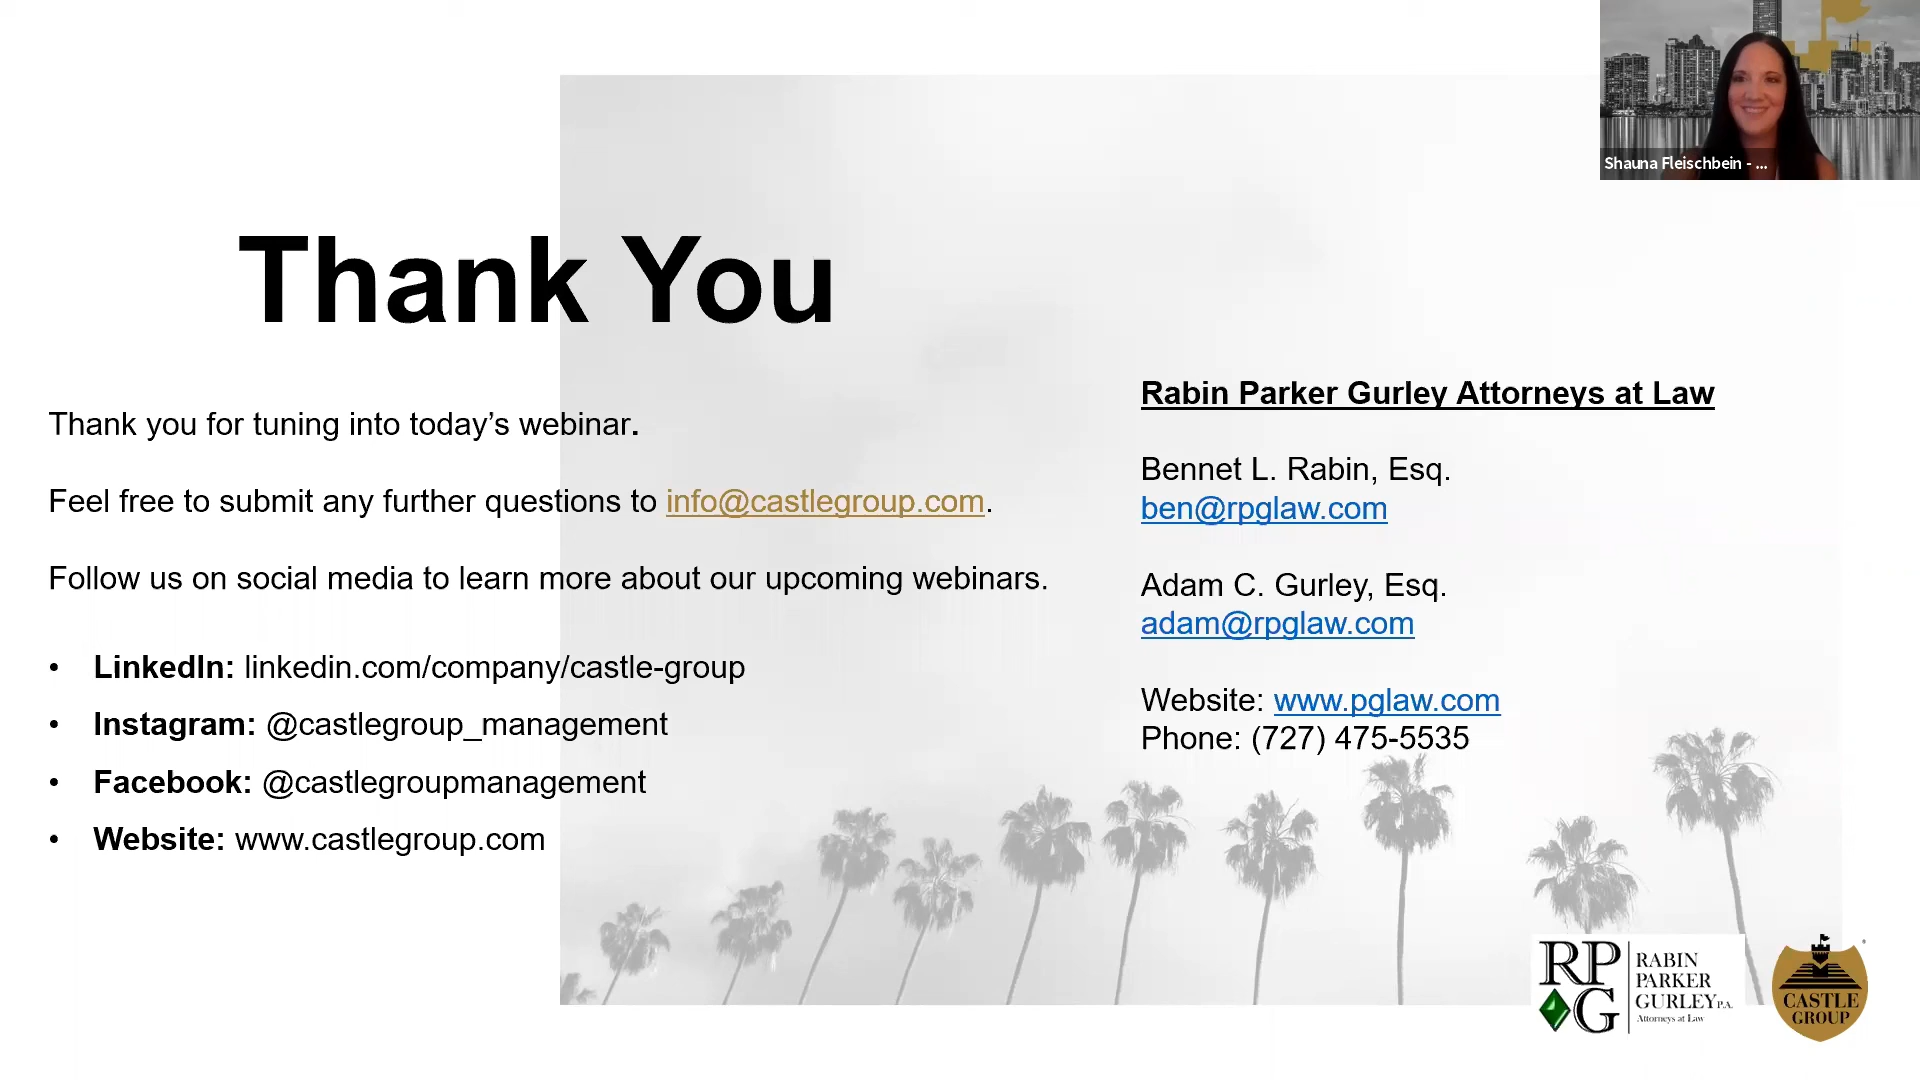 Shauna Fleischbein - ...
Thank You
Thank you for tuning into today’s webinar.
Feel free to submit any further questions to info@castlegroup.com.
Follow us on social media to learn more about our upcoming webinars.
• LinkedIn: linkedin.com/company/castle-group
• Instagram: @castlegroup_management
• Facebook: @castlegroupmanagement
• Website: www.castlegroup.com
Rabin Parker Gurley Attorneys at Law
Bennet L. Rabin, Esq.
ben@rpglaw.com
Adam C. Gurley, Esq.
adam@rpglaw.com
Website: www.pglaw.com
Phone: (727) 475-5535
RP
G
RABIN
PARKER
GURLEY P.A.
Attorneys at Law
CASTLE
GROUP